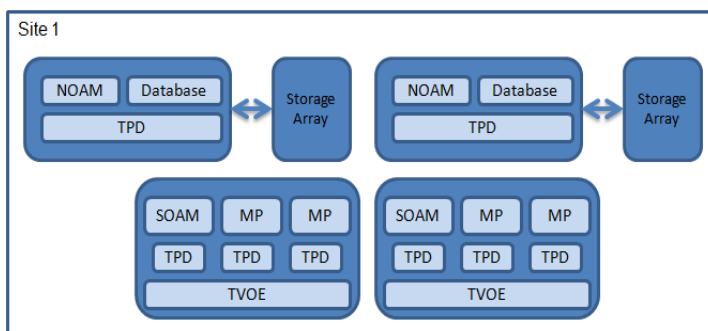 Site 1
NOAM Database
TPD
Storage
Array
NOAM Database
TPD
Storage
Array
SOAM MP MP
TPD TPD TPD
TVOE
SOAM MP MP
TPD TPD TPD
TVOE